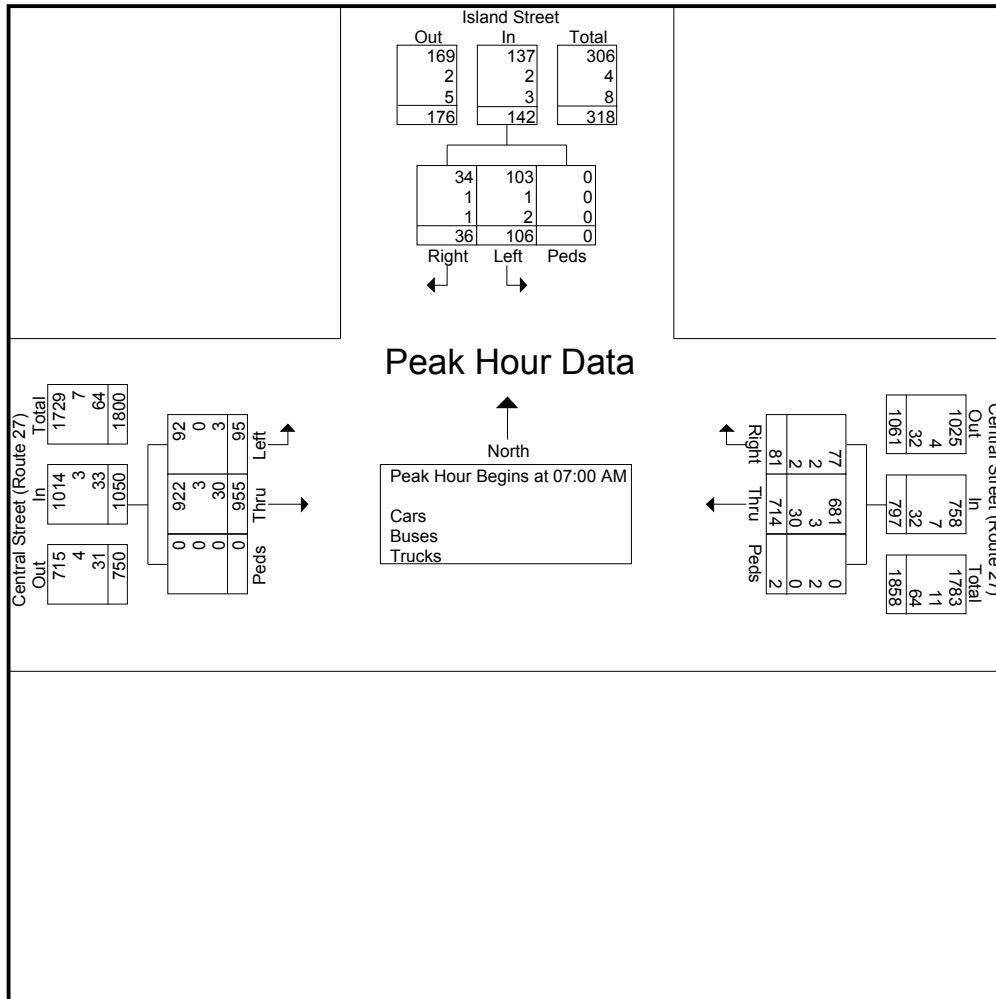 Island Street
Out In Total
169 137 306
2 2 4
5 3 8
176 142 318
34 103 0
1 1 0
1 2 0
36 106 0
Right Left Peds
Peak Hour Data
North
Peak Hour Begins at 07:00 AM
Cars
Buses
Trucks
Central Street (Route 27)
Total In Out
1729 1014 715
7 3 4
64 33 31
1800 1050 750
92 922 0
0 3 0
3 30 0
95 955 0
Left Thru Peds
Central Street (Route 27)
Out In Total
1025 758 1783
4 7 11
32 32 64
1061 797 1858
77 681 0
2 3 2
2 30 0
81 714 2
Right Thru Peds